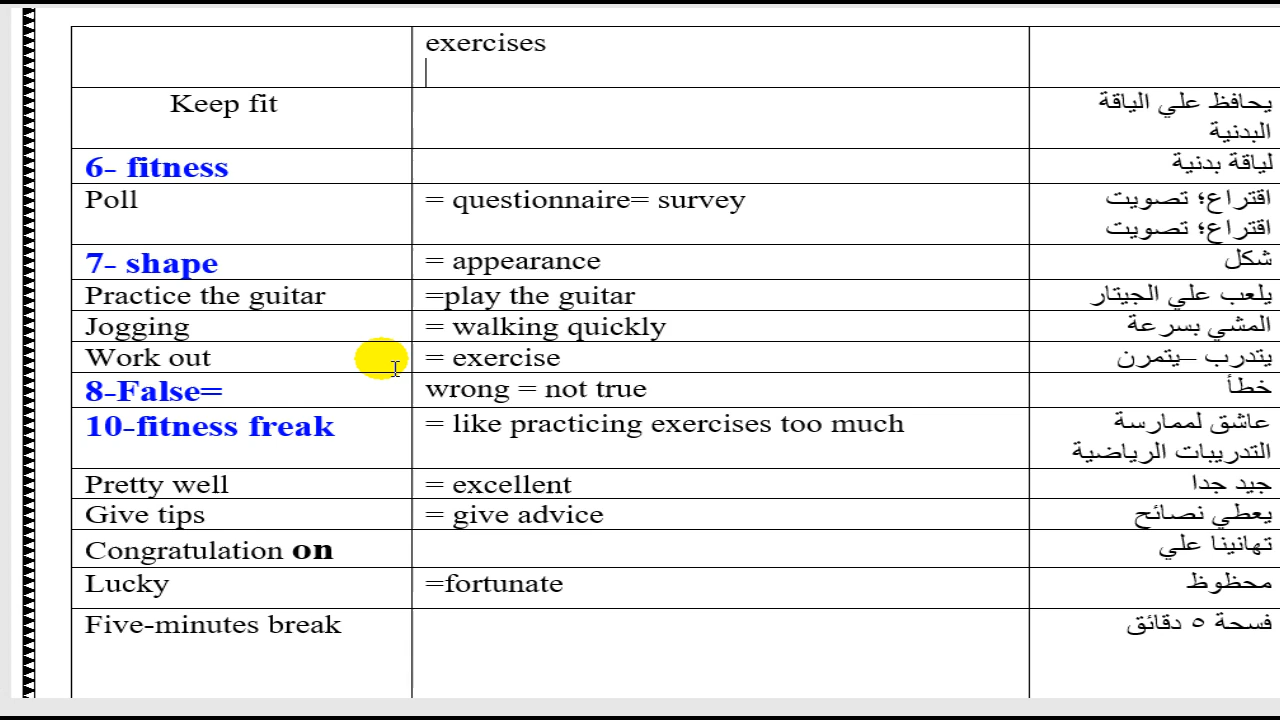 exercises
Keep fit
يحافظ علي الياقة
البدنية
6- fitness
لياقة بدنية
Poll
= questionnaire= survey
اقتراع؛ تصويت
اقتراع؛ تصويت
7- shape
= appearance
شكل
Practice the guitar
=play the guitar
يلعب علي الجيتار
Jogging
= walking quickly
المشي بسرعة
Work out
= exercise
يتدرب –يتمرن
8-False=
wrong = not true
خطأ
10-fitness freak
= like practicing exercises too much
عاشق لممارسة
التدريبات الرياضية
Pretty well
= excellent
جيد جدا
Give tips
= give advice
يعطي نصائح
Congratulation on
تهانينا علي
Lucky
=fortunate
محظوظ
Five-minutes break
فسحة ٥ دقائق